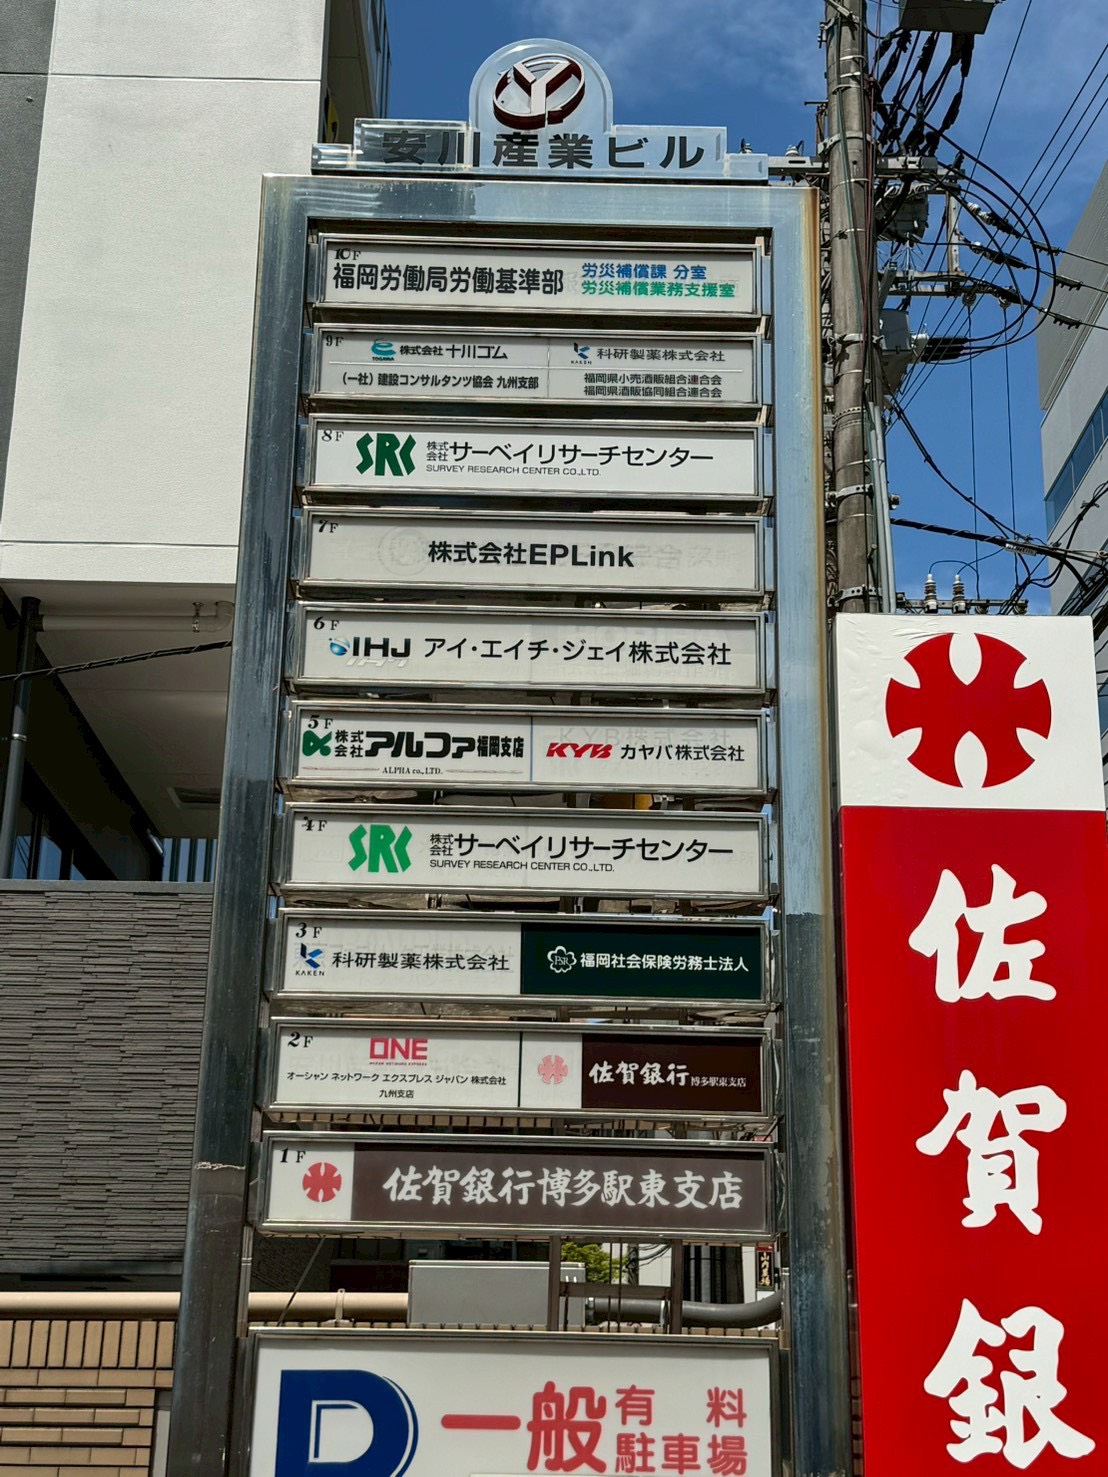 安川産業ビル
10F
福岡労働局労働基準部
労災補償課 分室
労災補償業務支援室
9F
TOGAWA
株式会社 十川ゴム
KAKEN
科研製薬株式会社
(一社) 建設コンサルタンツ協会 九州支部
福岡県小売酒販組合連合会
福岡県酒販協同組合連合会
8F
SRC
株式会社サーベイリサーチセンター
SURVEY RESEARCH CENTER CO.,LTD.
7F
株式会社EPLink
6F
IHJ アイ・エイチ・ジェイ株式会社
5F
株式会社アルファ福岡支店
ALPHA co., LTD.
KYB カヤバ株式会社
4F
SRC
株式会社サーベイリサーチセンター
SURVEY RESEARCH CENTER CO.,LTD.
3F
KAKEN
科研製薬株式会社
FSR
福岡社会保険労務士法人
2F
ONE
OCEAN NETWORK EXPRESS
オーシャン ネットワーク エクスプレス ジャパン 株式会社
九州支店
佐賀銀行 博多駅東支店
1F
佐賀銀行博多駅東支店
P
一般有料駐車場
佐賀銀